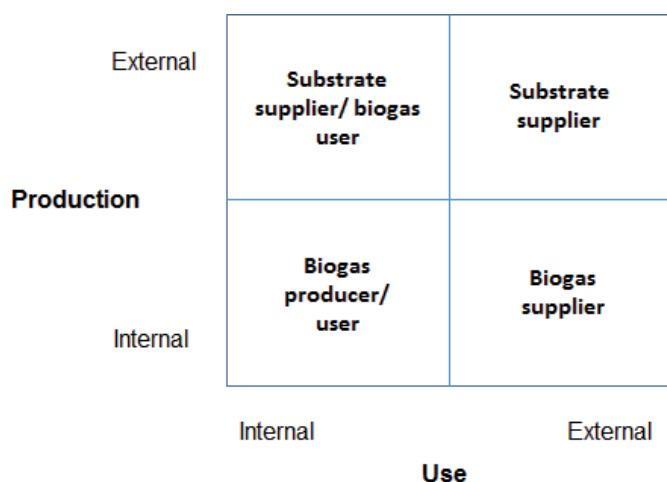 External
Substrate
supplier/ biogas
user
Substrate
supplier
Production
Biogas
producer/
user
Biogas
supplier
Internal
Internal
External
Use